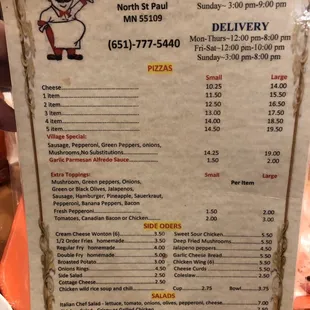 North St Paul
MN 55109
(651)-777-5440
Sunday~ 3:00 pm-9:00 pm
DELIVERY
Mon-Thurs~12:00 pm-8:00 pm
Fri-Sat~12:00 pm-10:00 pm
Sunday~3:00 pm-8:00 pm
PIZZAS
Small Large
Cheese 10.25 14.00
1 item 11.50 15.50
2 item 12.50 16.50
3 item 13.00 17.50
4 item 14.00 18.50
5 item 14.50 19.50
Village Special:
Sausage, Pepperoni, Green Peppers, onions,
Mushrooms,No Substitutions. 14.25 19.00
Garlic Parmesan Alfredo Sauce 1.50 2.00
Extra Toppings: Small Large
Mushroom, Green peppers, Onions, Per Item
Green or Black Olives, Jalapenos,
Sausage, Hamburger, Pineapple, Sauerkraut,
Pepperoni, Banana Peppers, Bacon
Fresh Pepperoni 1.50 2.00
Tomatoes, Canadian Bacon or Chicken 2.00 3.00
SIDE ODERS
Cream Cheese Wonton (6) 3.50 Sweet Sour Chicken 5.50
1/2 Order Fries homemade 3.50 Deep Fried Mushrooms 5.50
Regular Fry homemade 4.00 Jalapeno peppers 4.50
Double Fry homemade 5.00 Garlic Cheese Bread 5.50
Broasted Potato 3.00 Chicken Wing (6) 5.50
Onions Rings 4.50 Cheese Curds 5.50
Side Salad 2.50 Coleslaw 2.50
Cottage Cheese 2.50
Chicken wild rice soup and chili Cup 2.75 Bowl 3.75
SALADS
Italian Chef Salad - lettuce, tomato, onions, olives, pepperoni, cheese 7.00